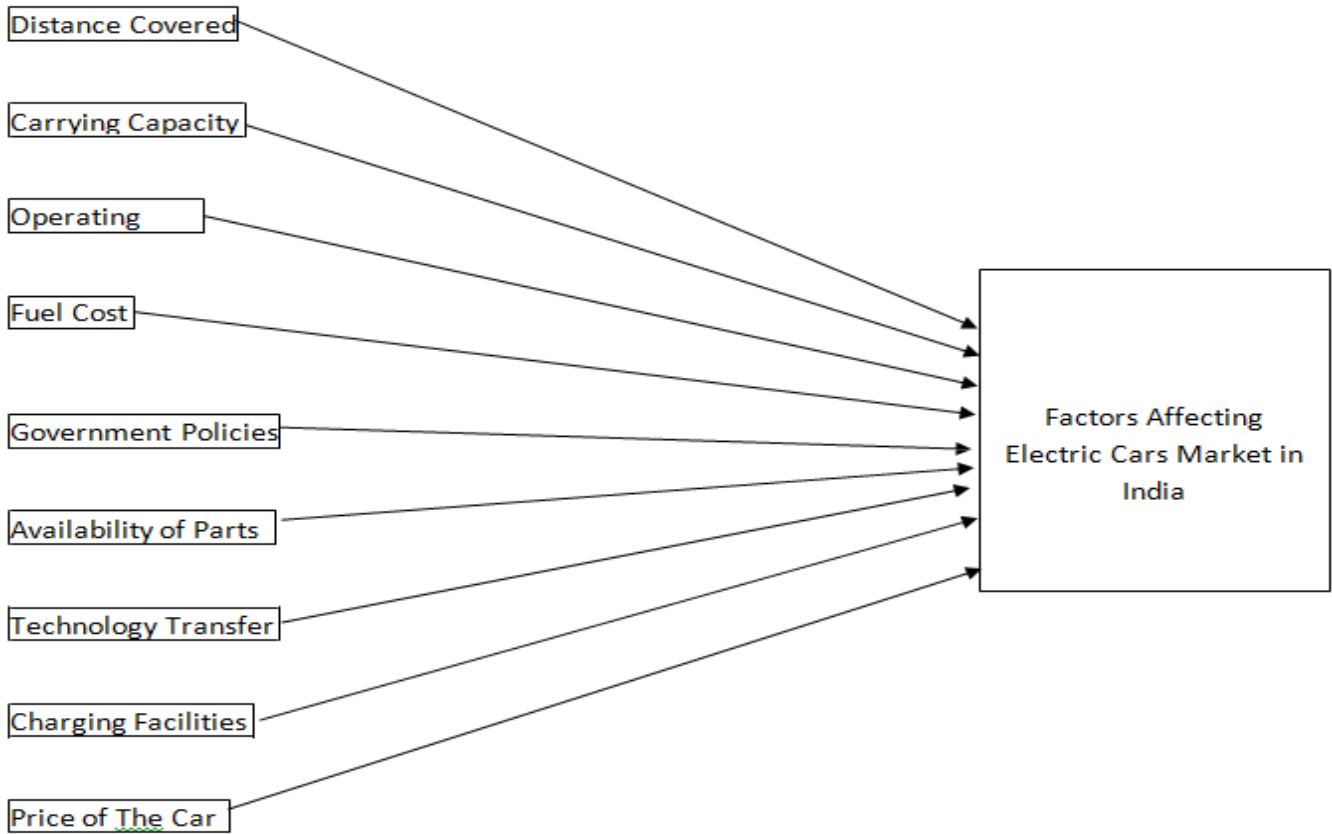 Distance Covered
Carrying Capacity
Operating
Fuel Cost
Government Policies
Availability of Parts
Technology Transfer
Charging Facilities
Price of The Car
Factors Affecting
Electric Cars Market in
India